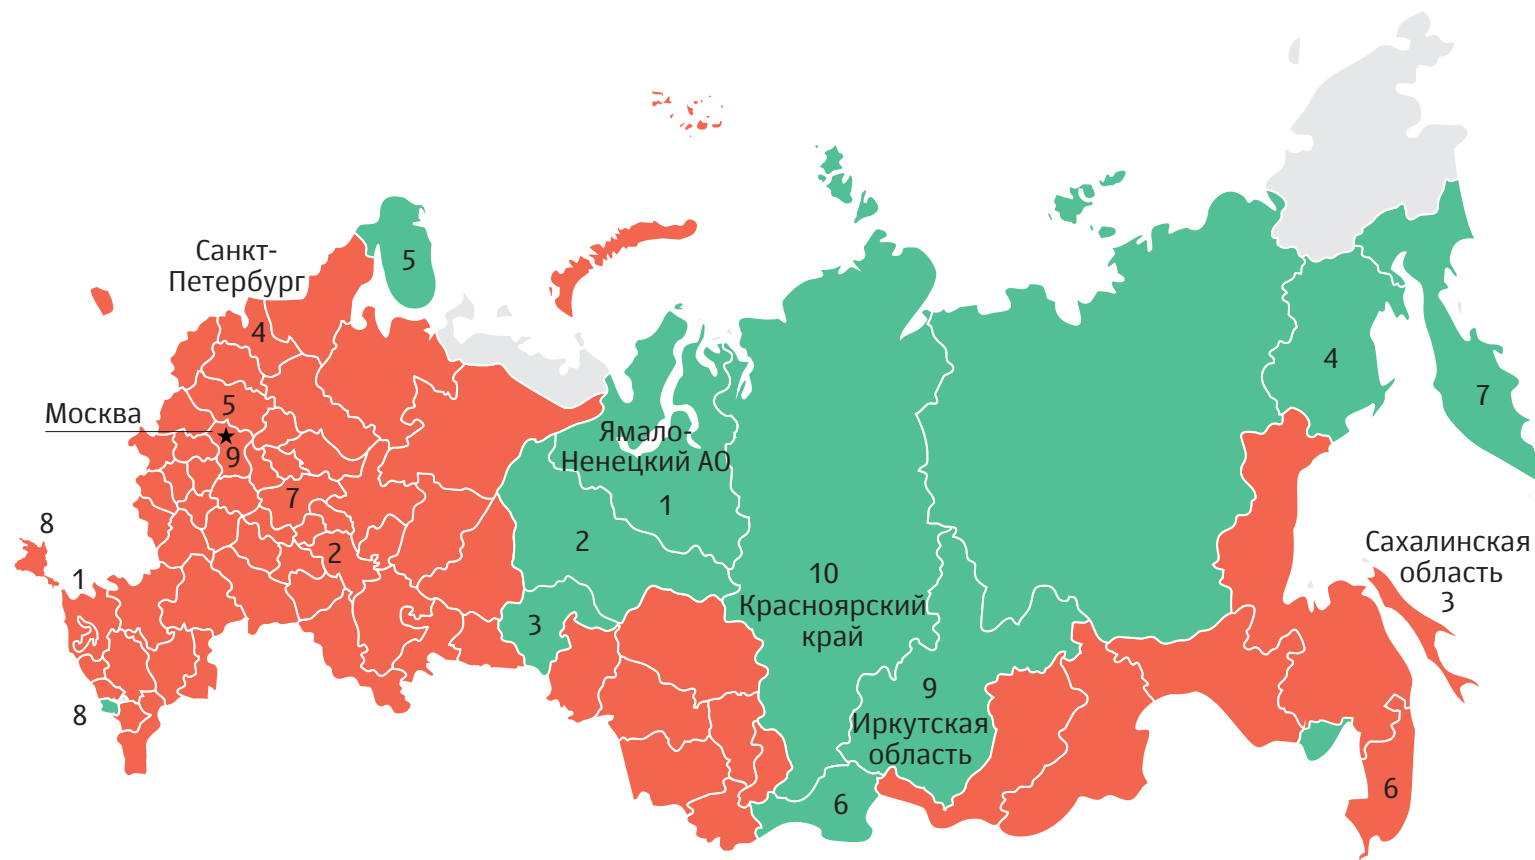 Санкт-
Петербург
5
4
5
Москва
9
7
8
2
1
8
Ямало-
Ненецкий АО
1
2
3
10
Красноярский
край
9
Иркутская
область
6
4
7
Сахалинская
область
3
6